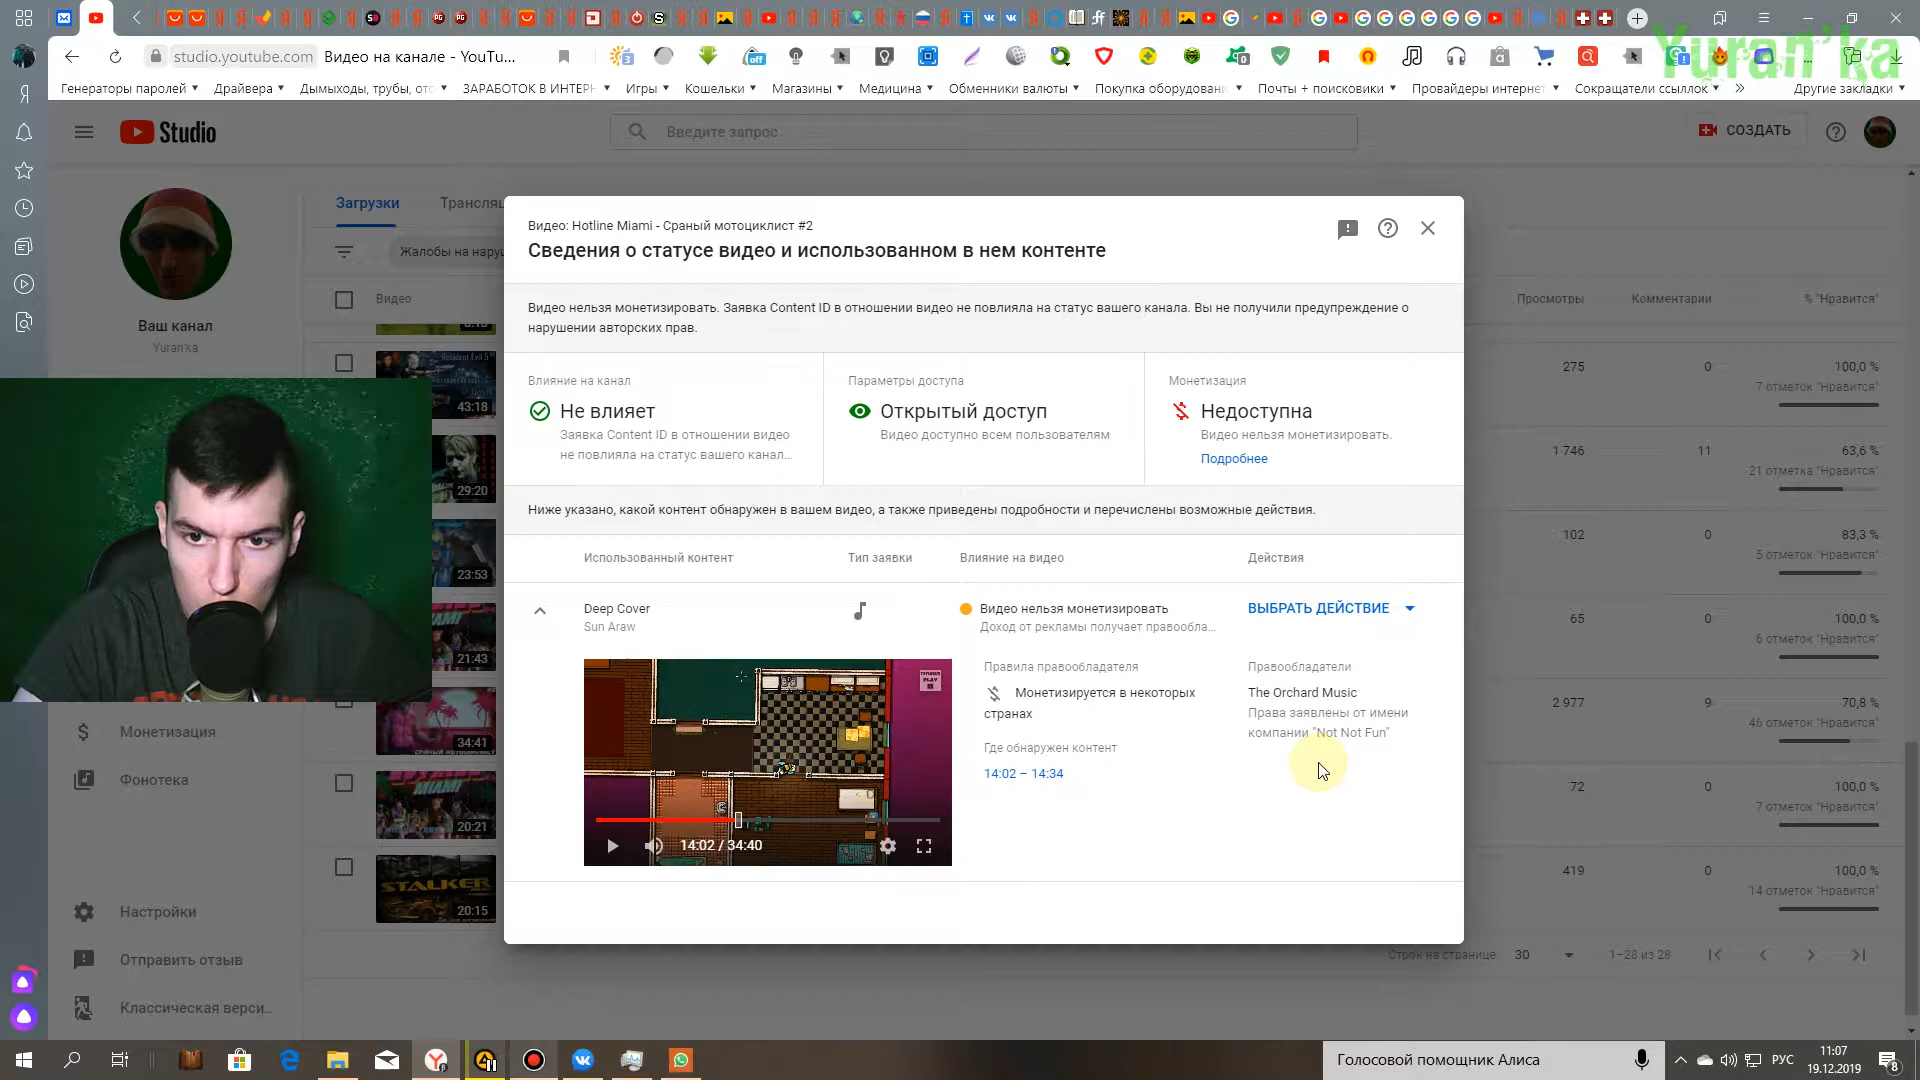 Yuran'ka
studio.youtube.com
Видео на канале - YouTu...
Генераторы паролей
Драйвера
Дымыходы, трубы, отс
ЗАРАБОТОК В ИНТЕРН
Игры
Кошельки
Магазины
Медицина
Обменники валюты
Покупка оборудовани
Почты + поисковики
Провайдеры интернет
Сокращатели ссылок
Другие закладки
Studio
Введите запрос
СОЗДАТЬ
Загрузки
Трансляц
Жалобы на наруш
Видео
Просмотры
Комментарии
% "Нравится"
Ваш канал
Yuran'ka
Видео: Hotline Miami - Сраный мотоциклист #2
Сведения о статусе видео и использованном в нем контенте
Видео нельзя монетизировать. Заявка Content ID в отношении видео не повлияла на статус вашего канала. Вы не получили предупреждение о
нарушении авторских прав.
Влияние на канал
Не влияет
Заявка Content ID в отношении видео
не повлияла на статус вашего канал...
Параметры доступа
Открытый доступ
Видео доступно всем пользователям
Монетизация
Недоступна
Видео нельзя монетизировать.
Подробнее
Ниже указано, какой контент обнаружен в вашем видео, а также приведены подробности и перечислены возможные действия.
Использованный контент
Тип заявки
Влияние на видео
Действия
Deep Cover
Sun Araw
Видео нельзя монетизировать
Доход от рекламы получает правообла...
ВЫБРАТЬ ДЕЙСТВИЕ
Правила правообладателя
Монетизируется в некоторых
странах
Где обнаружен контент
14:02 – 14:34
Правообладатели
The Orchard Music
Права заявлены от имени
компании "Not Not Fun"
14:02 / 34:40
43:18
29:20
23:53
21:43
34:41
20:21
STALKER
20:15
275
0
100,0 %
7 отметок "Нравится"
1 746
11
63,6 %
21 отметка "Нравится"
102
0
83,3 %
5 отметок "Нравится"
65
0
100,0 %
6 отметок "Нравится"
2 977
9
70,8 %
46 отметок "Нравится"
72
0
100,0 %
7 отметок "Нравится"
419
0
100,0 %
14 отметок "Нравится"
Строк на странице
30
1–28 из 28
Монетизация
Фонотека
Настройки
Отправить отзыв
Классическая верси...
Голосовой помощник Алиса
РУС
11:07
19.12.2019
8